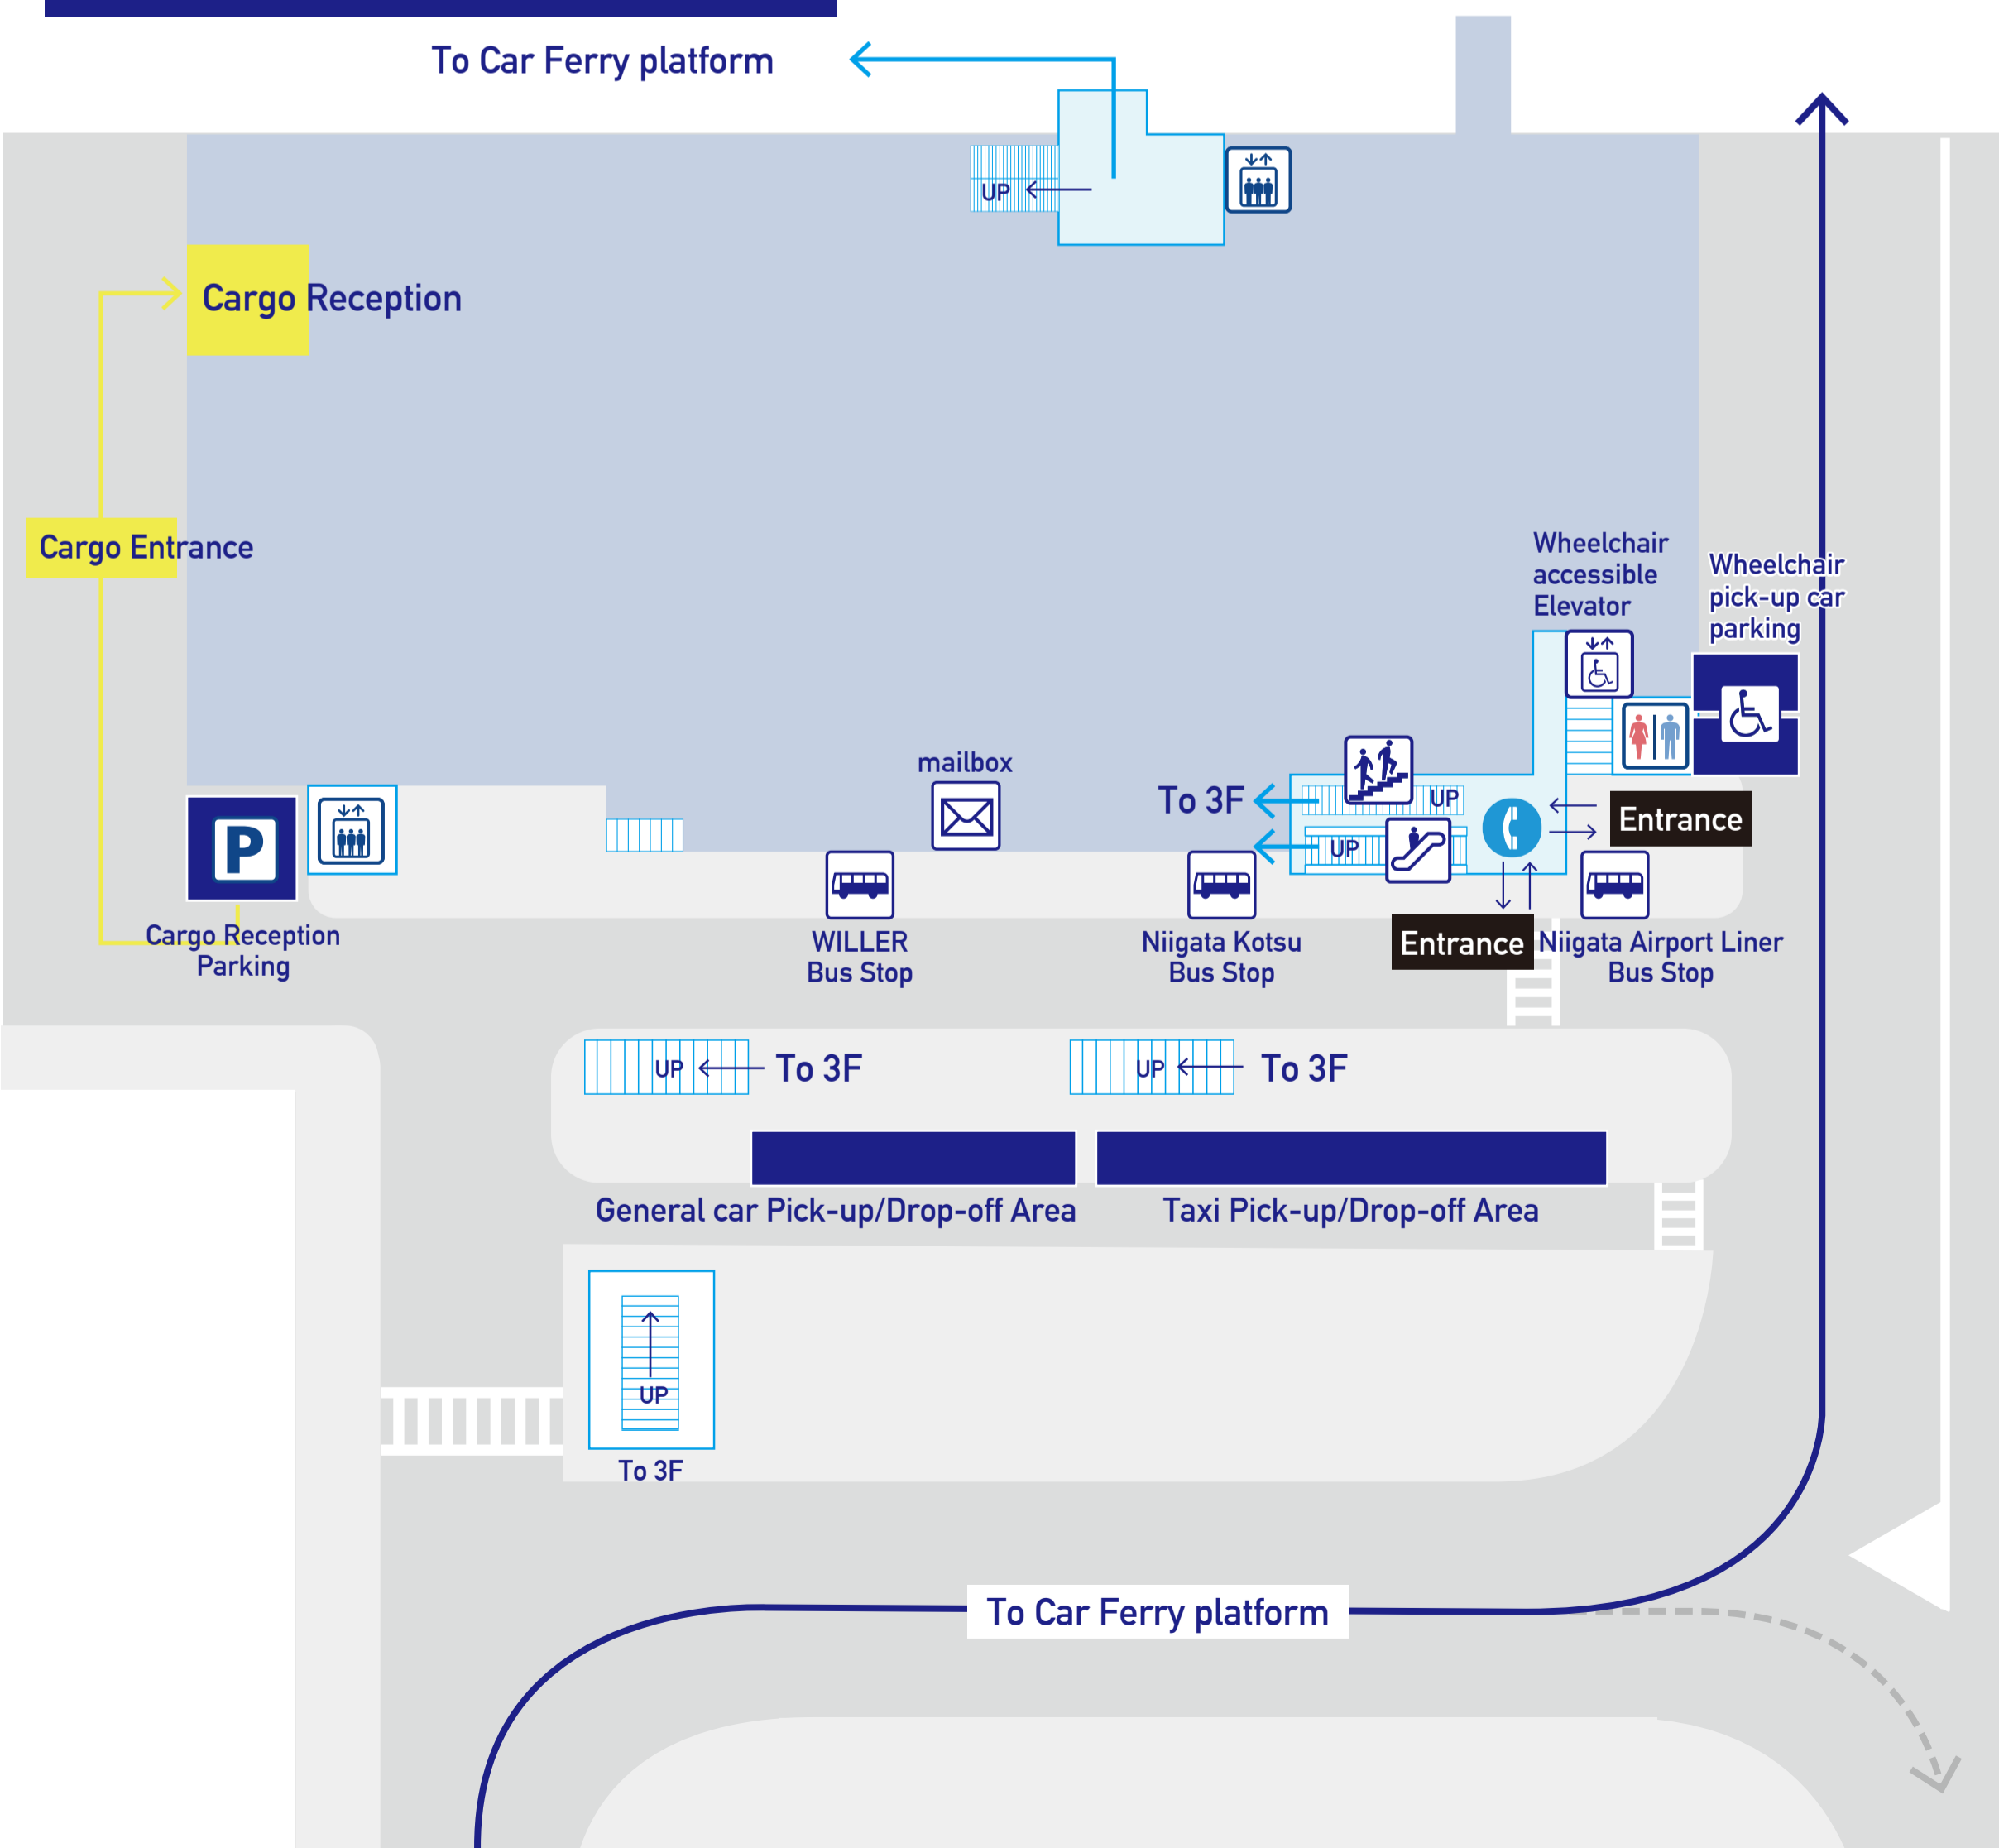 To Car Ferry platform
UP
Cargo Reception
Cargo Entrance
Wheelchair
accessible
Elevator
Wheelchair
pick-up car
parking
mailbox
To 3F
UP
UP
Entrance
P
Cargo Reception
Parking
WILLER
Bus Stop
Niigata Kotsu
Bus Stop
Entrance
Niigata Airport Liner
Bus Stop
UP
To 3F
UP
To 3F
General car Pick-up/Drop-off Area
Taxi Pick-up/Drop-off Area
UP
To 3F
To Car Ferry platform